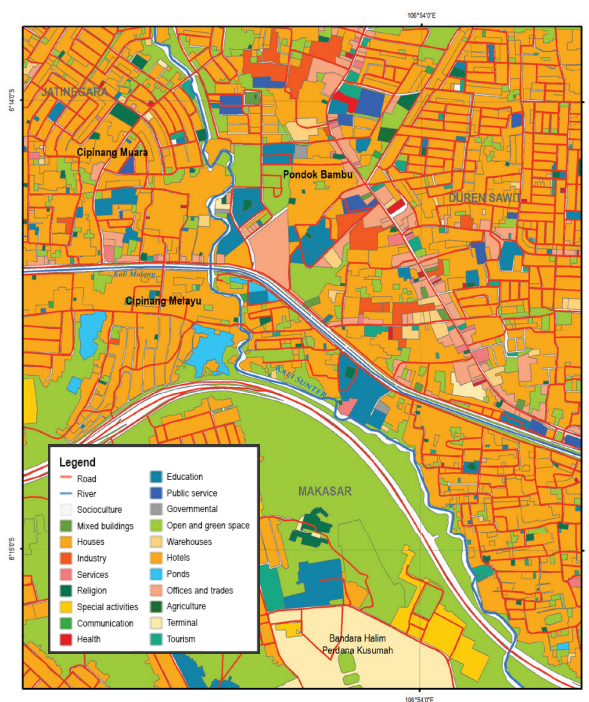 106°54'0"E
6°14'0"S
JATINEGARA
Cipinang Muara
Pondok Bambu
DUREN SAWIT
Kali Malang
Cipinang Melayu
KALI SUNTER
Legend
Road
River
Socioculture
Mixed buildings
Houses
Industry
Services
Religion
Special activities
Communication
Health
Education
Public service
Governmental
Open and green space
Warehouses
Hotels
Ponds
Offices and trades
Agriculture
Terminal
Tourism
MAKASAR
6°15'0"S
Bandara Halim
Perdana Kusumah
106°54'0"E